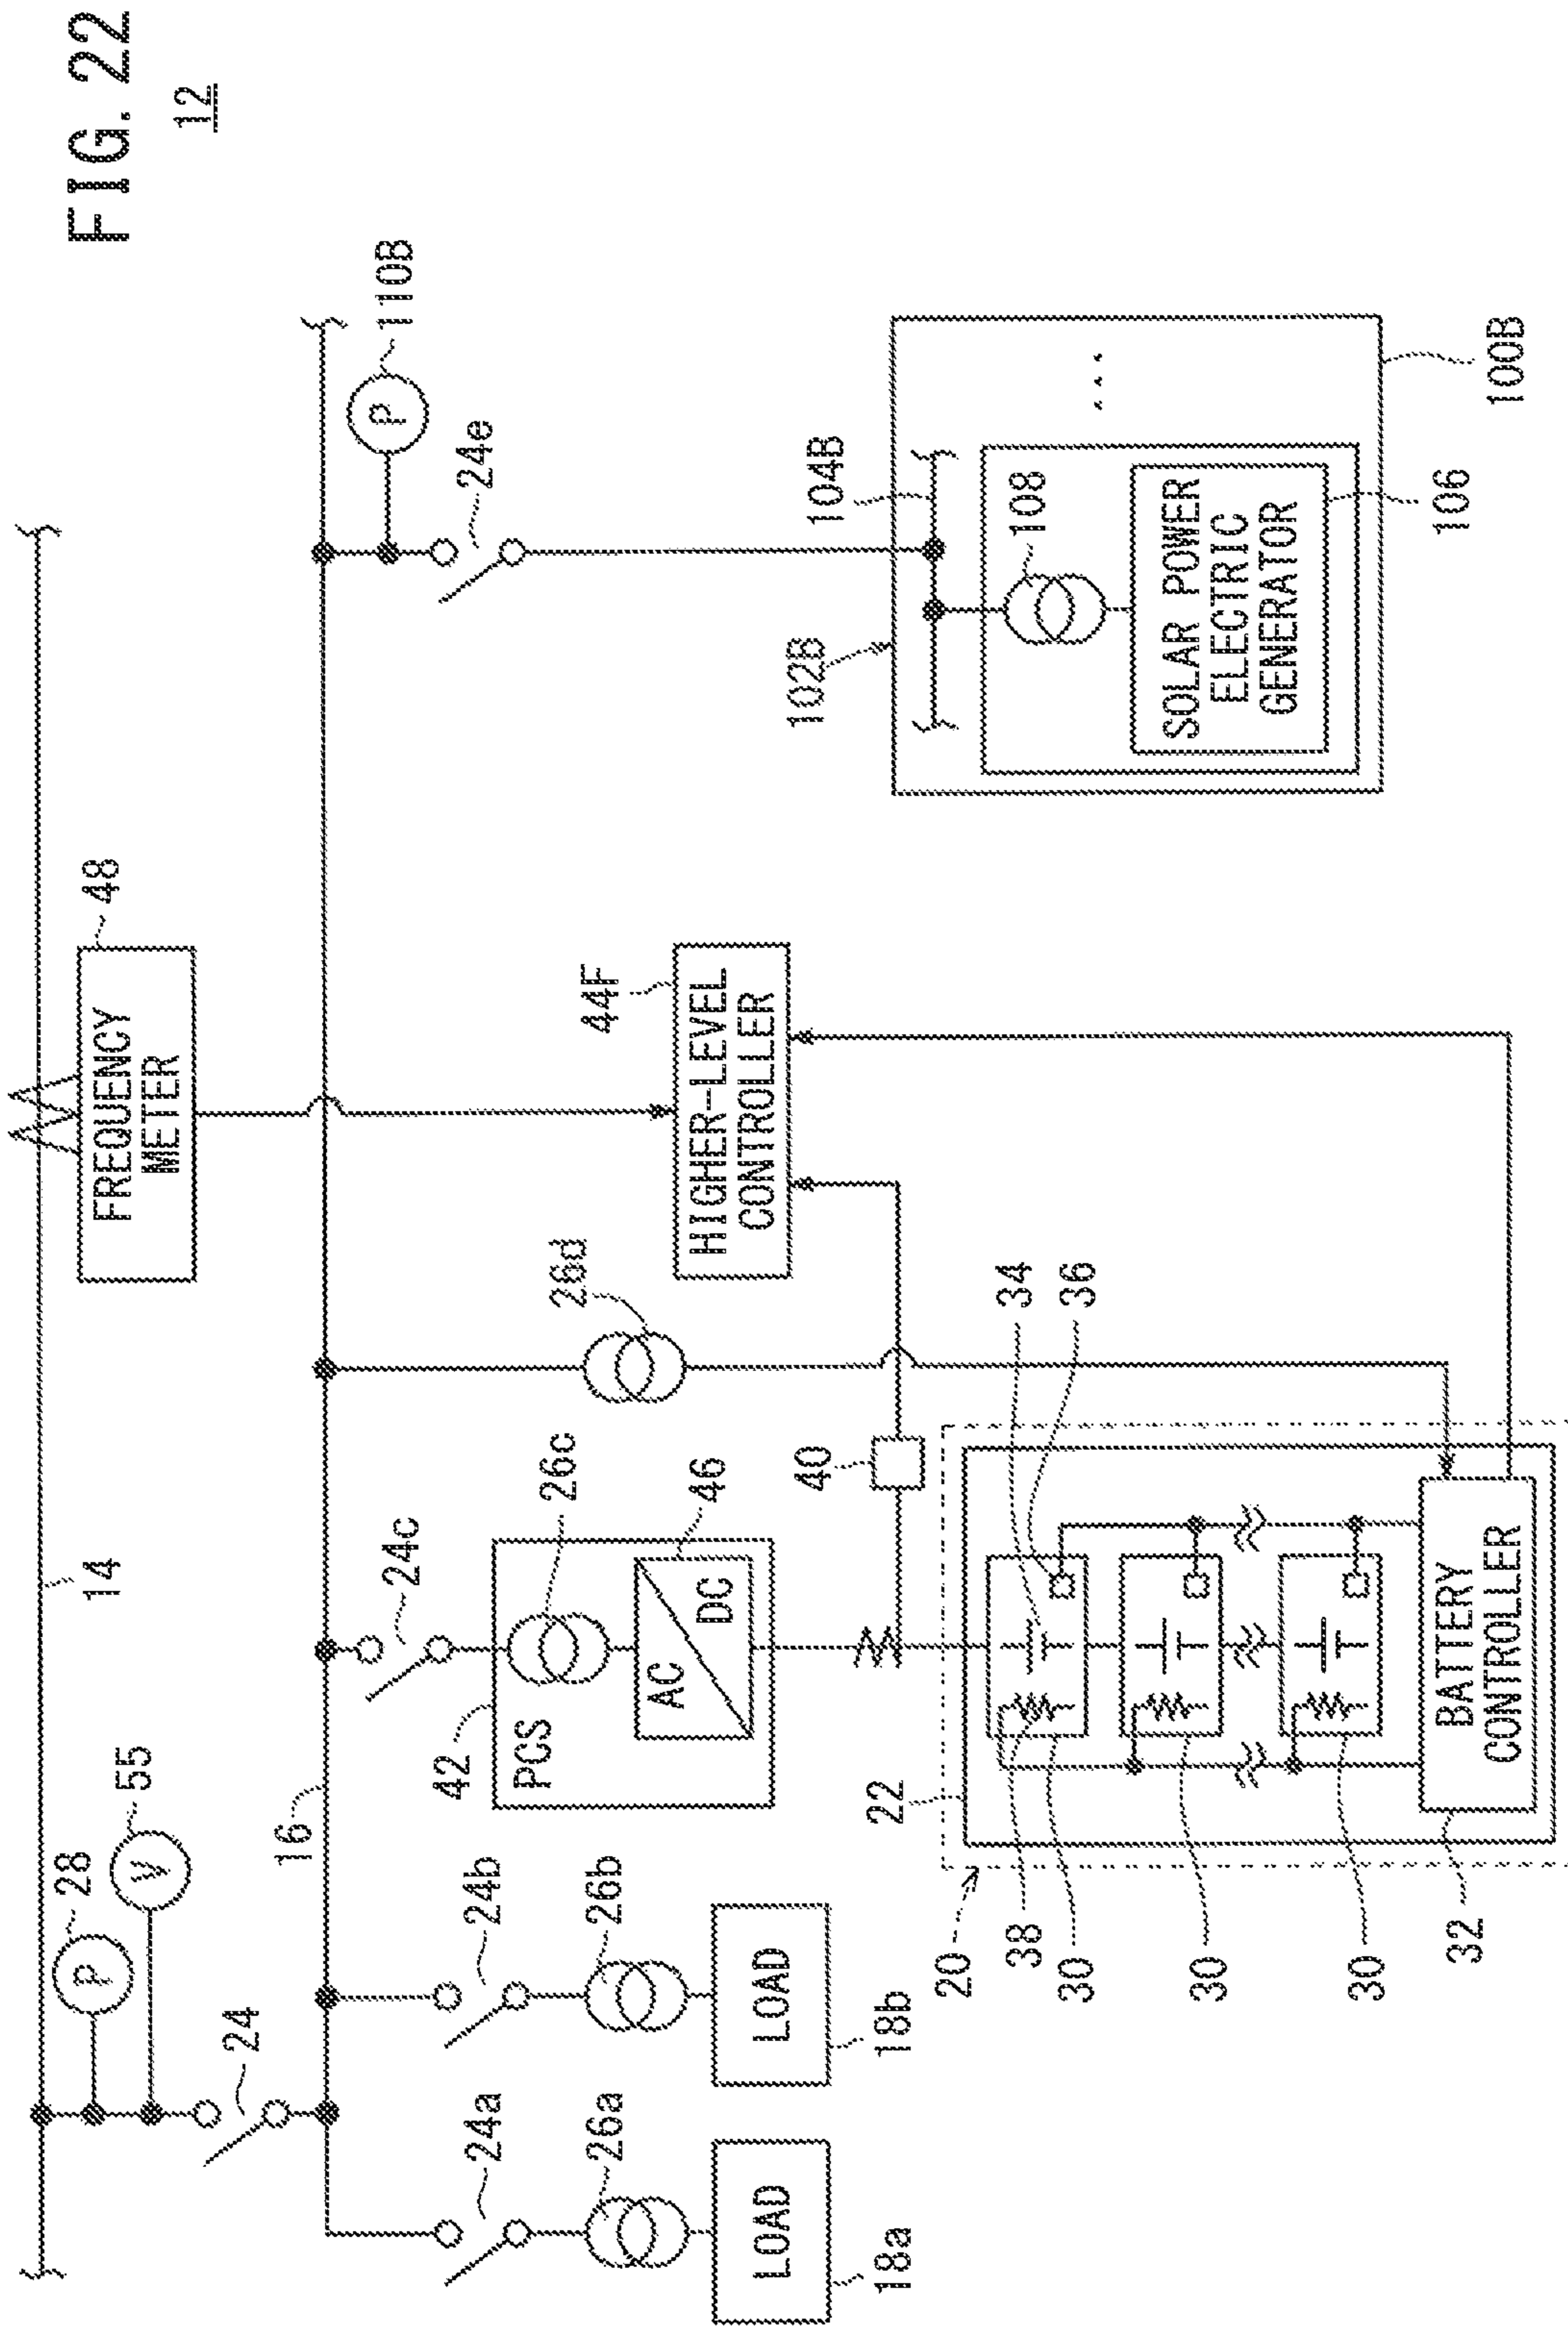 FIG. 22
12
14
28
P
55
V
24
16
FREQUENCY
METER
48
P
110B
24a
26a
LOAD
18a
24b
26b
LOAD
18b
24c
42
PCS
26c
AC
DC
46
26d
40
HIGHER-LEVEL
CONTROLLER
44F
24e
102B
104B
108
SOLAR POWER
ELECTRIC
GENERATOR
106
100B
20
22
34
36
38
30
30
30
32
BATTERY
CONTROLLER